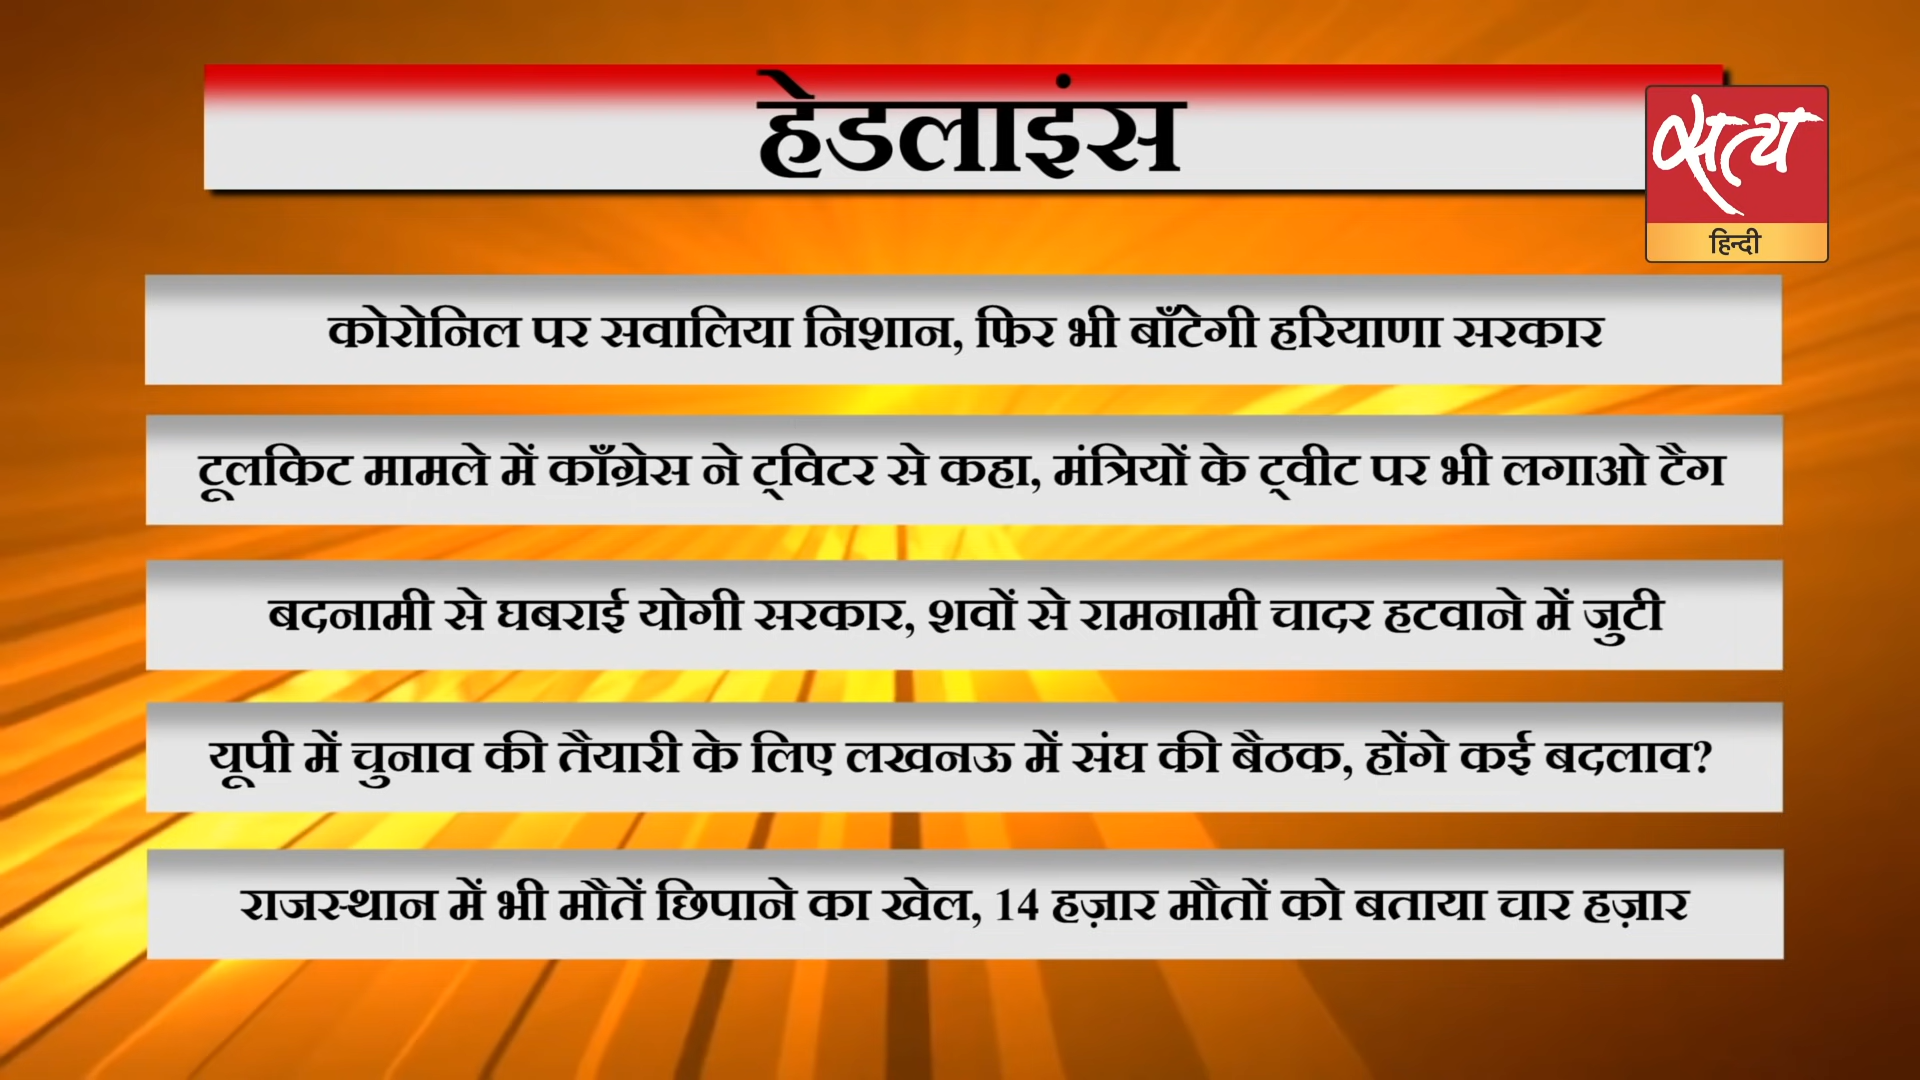 हेडलाइंस
सत्य
हिन्दी
कोरोनिल पर सवालिया निशान, फिर भी बाँटेगी हरियाणा सरकार
टूलकिट मामले में काँग्रेस ने ट्विटर से कहा, मंत्रियों के ट्वीट पर भी लगाओ टैग
बदनामी से घबराई योगी सरकार, शवों से रामनामी चादर हटवाने में जुटी
यूपी में चुनाव की तैयारी के लिए लखनऊ में संघ की बैठक, होंगे कई बदलाव?
राजस्थान में भी मौतें छिपाने का खेल, 14 हज़ार मौतों को बताया चार हज़ार